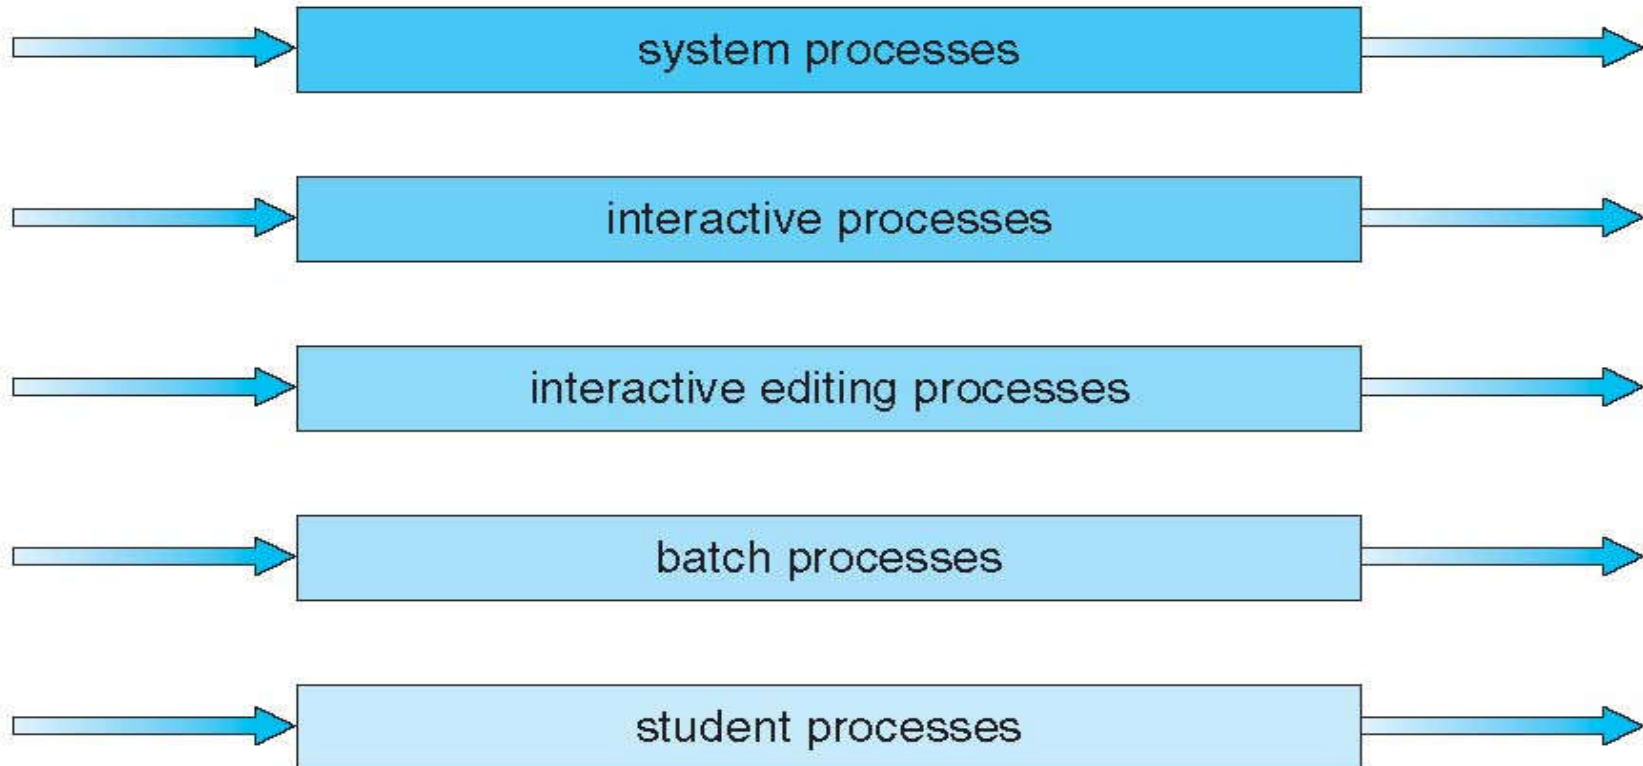 system processes
interactive processes
interactive editing processes
batch processes
student processes